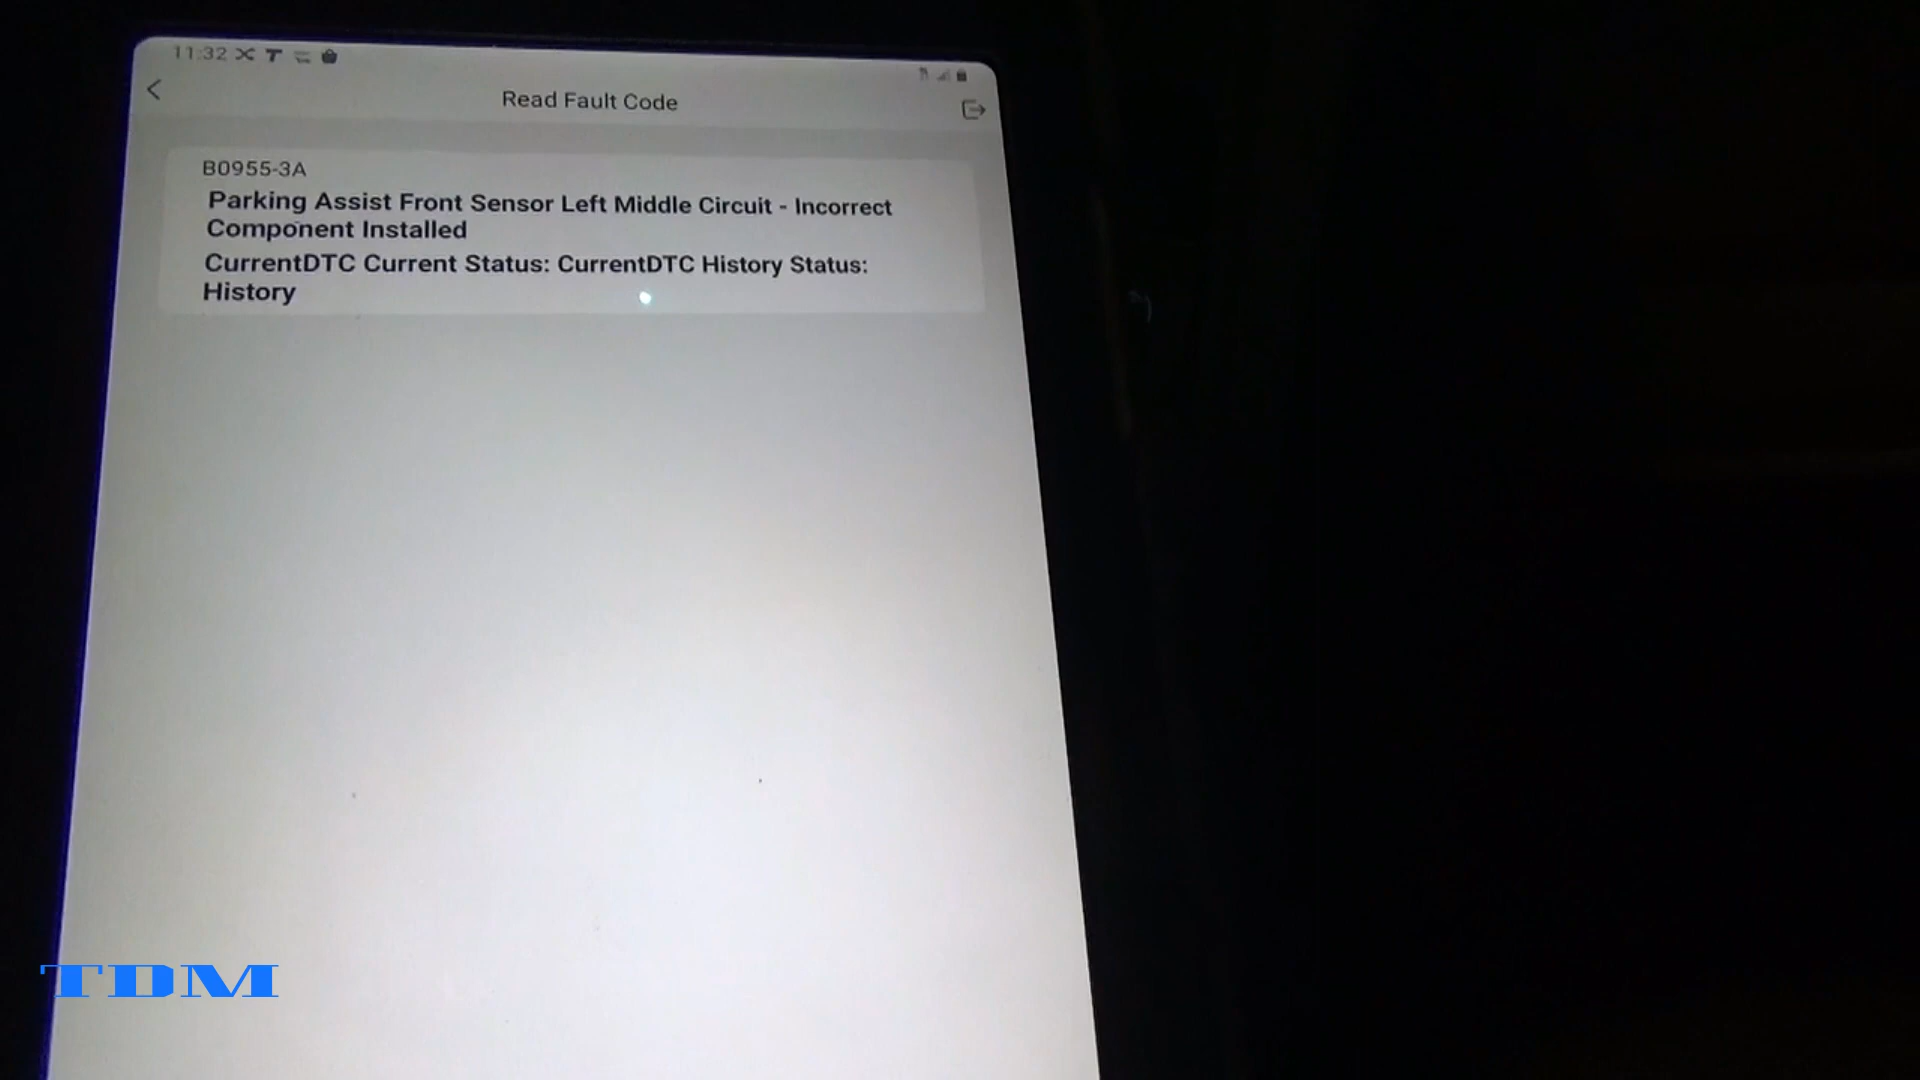 11:32
Read Fault Code
B0955-3A
Parking Assist Front Sensor Left Middle Circuit - Incorrect
Component Installed
CurrentDTC Current Status: CurrentDTC History Status:
History
TDM